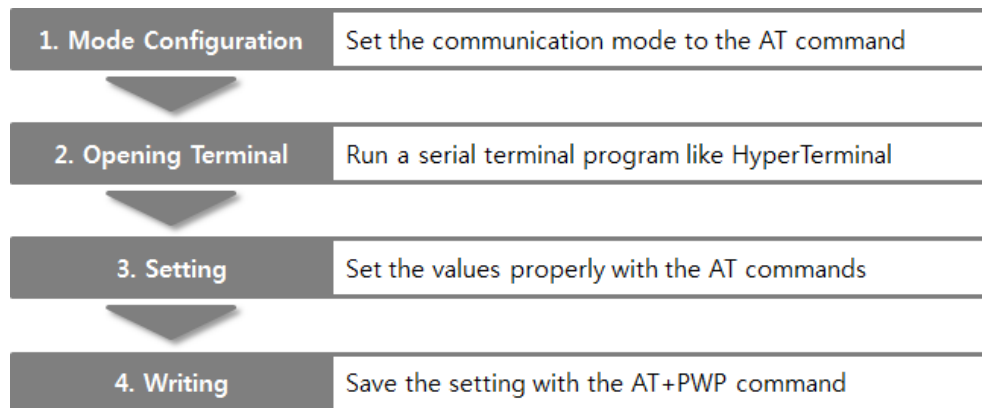 1. Mode Configuration Set the communication mode to the AT command
2. Opening Terminal Run a serial terminal program like HyperTerminal
3. Setting Set the values properly with the AT commands
4. Writing Save the setting with the AT+PWP command